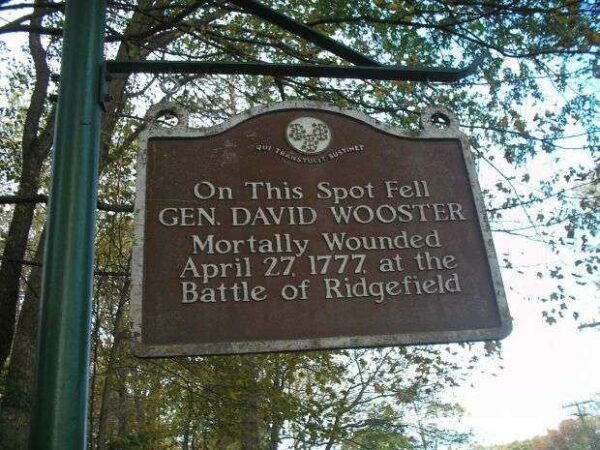 QUI TRANSTULIT SUSTINET
On This Spot Fell
GEN. DAVID WOOSTER
Mortally Wounded
April 27, 1777, at the
Battle of Ridgefield